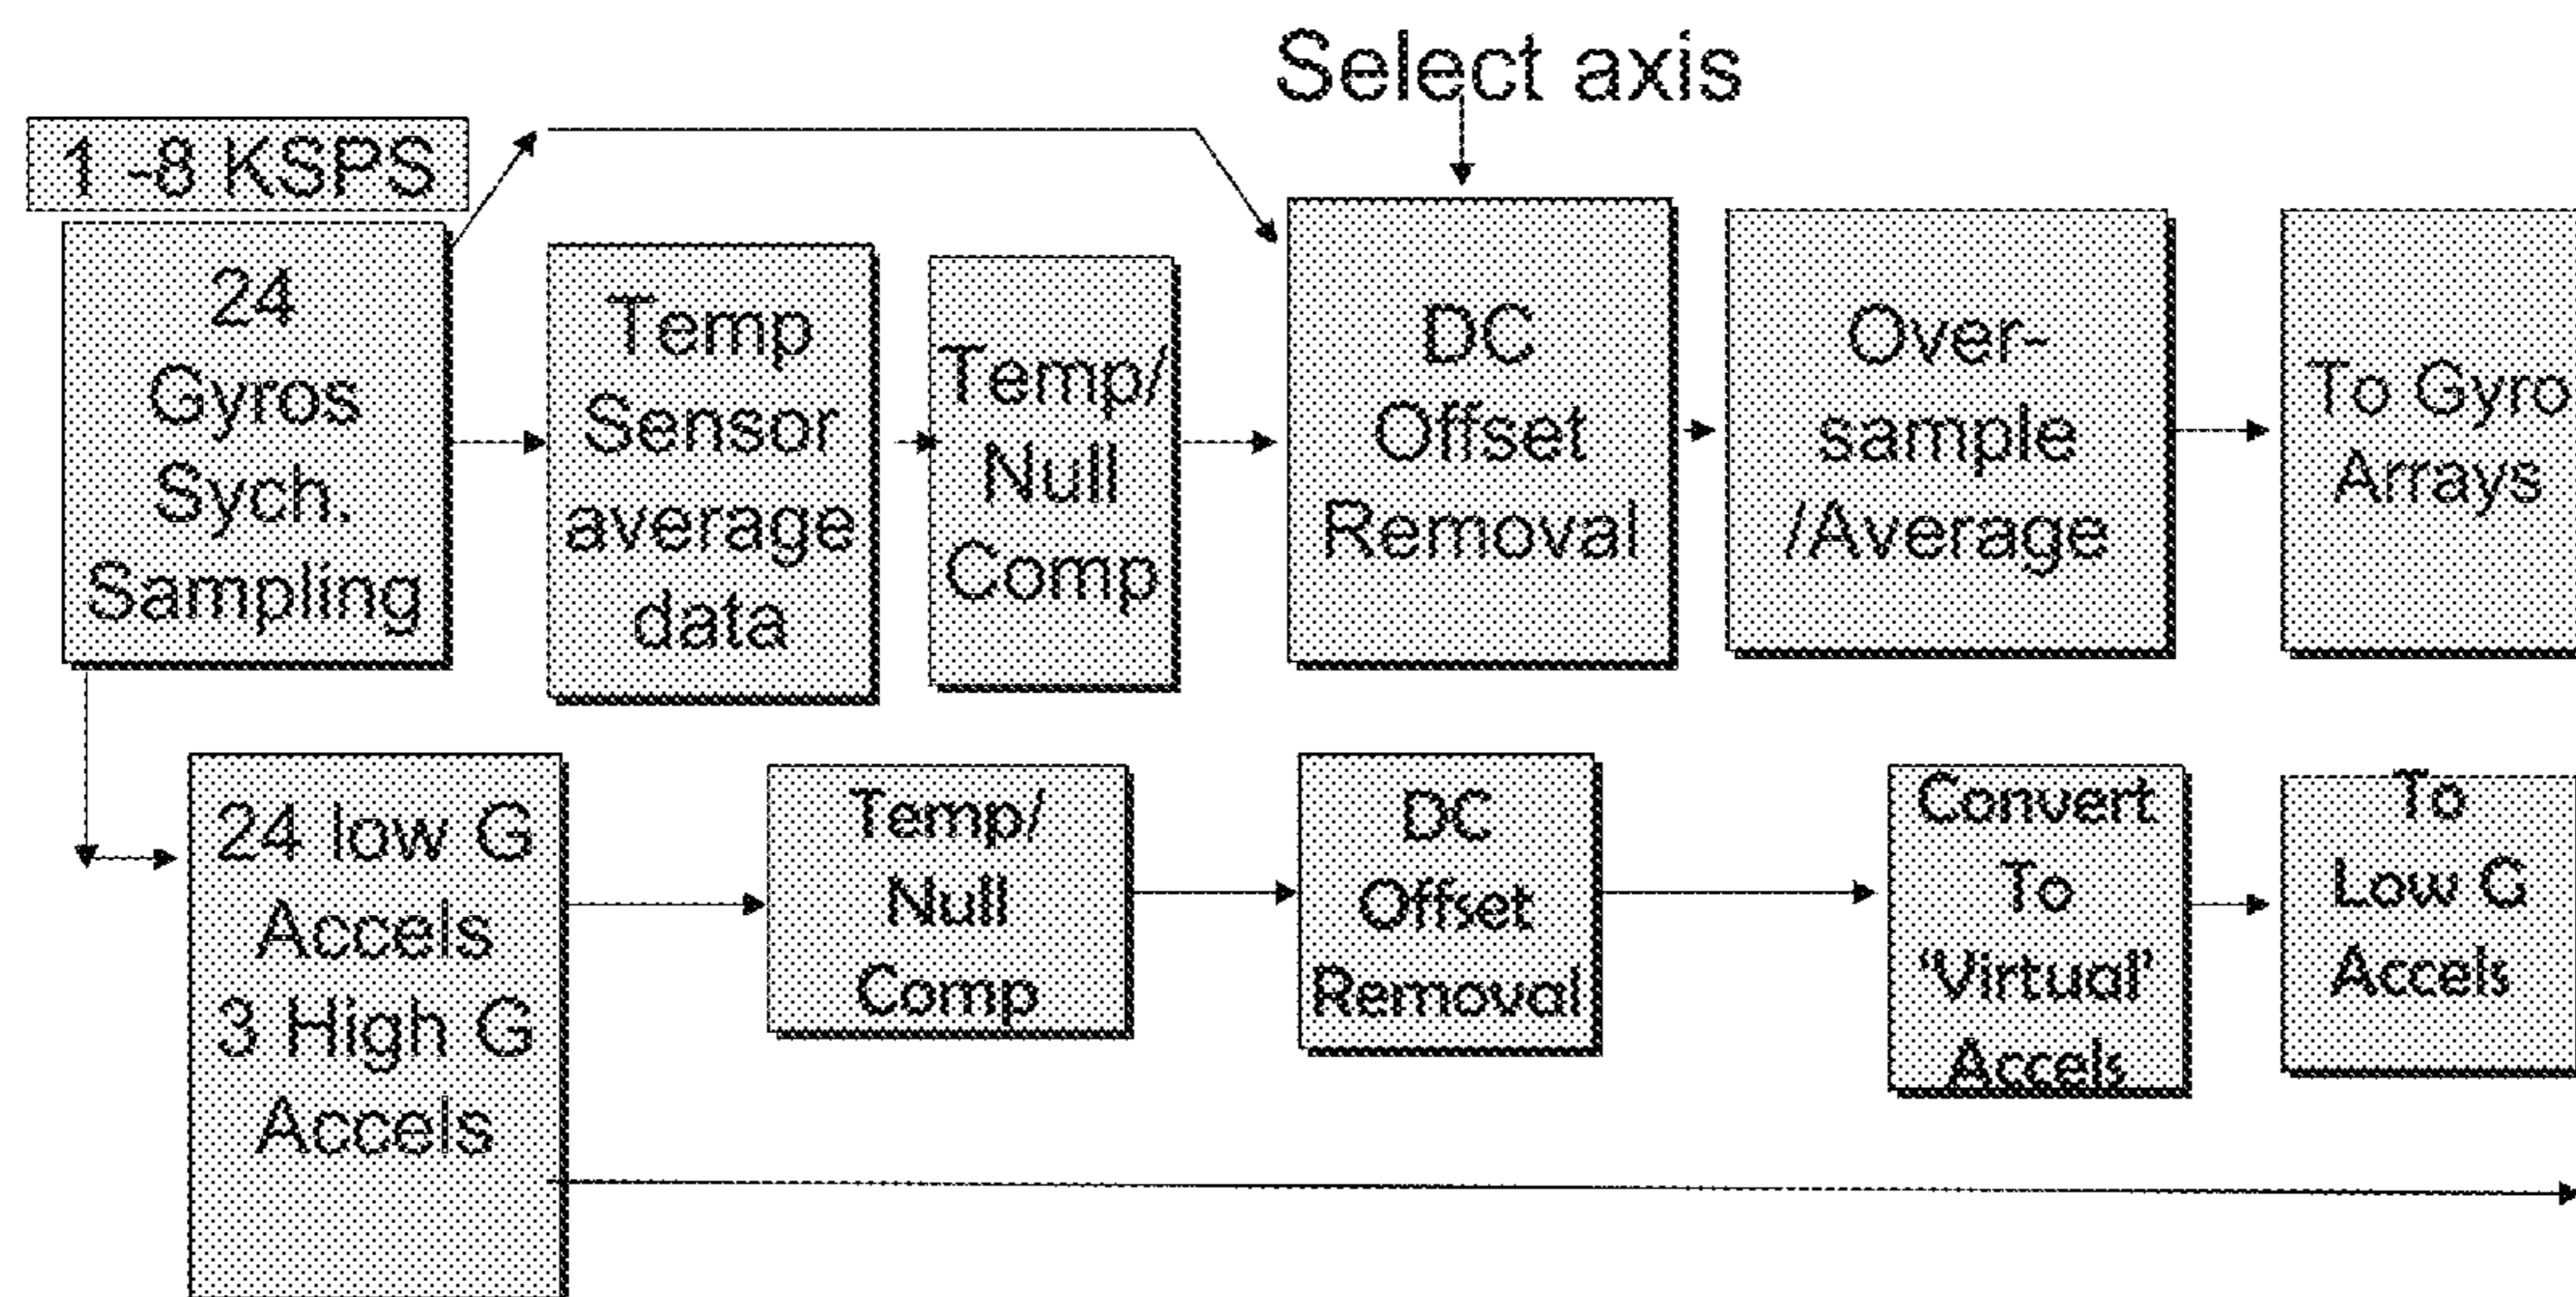 Select axis
1 -8 KSPS
24
Gyros
Sych.
Sampling
Temp
Sensor
average
data
Temp/
Null
Comp
DC
Offset
Removal
Over-
sample
/Average
To Gyro
Arrays
24 low G
Accels
3 High G
Accels
Temp/
Null
Comp
DC
Offset
Removal
Convert
To
‘Virtual’
Accels
To
Low G
Accels